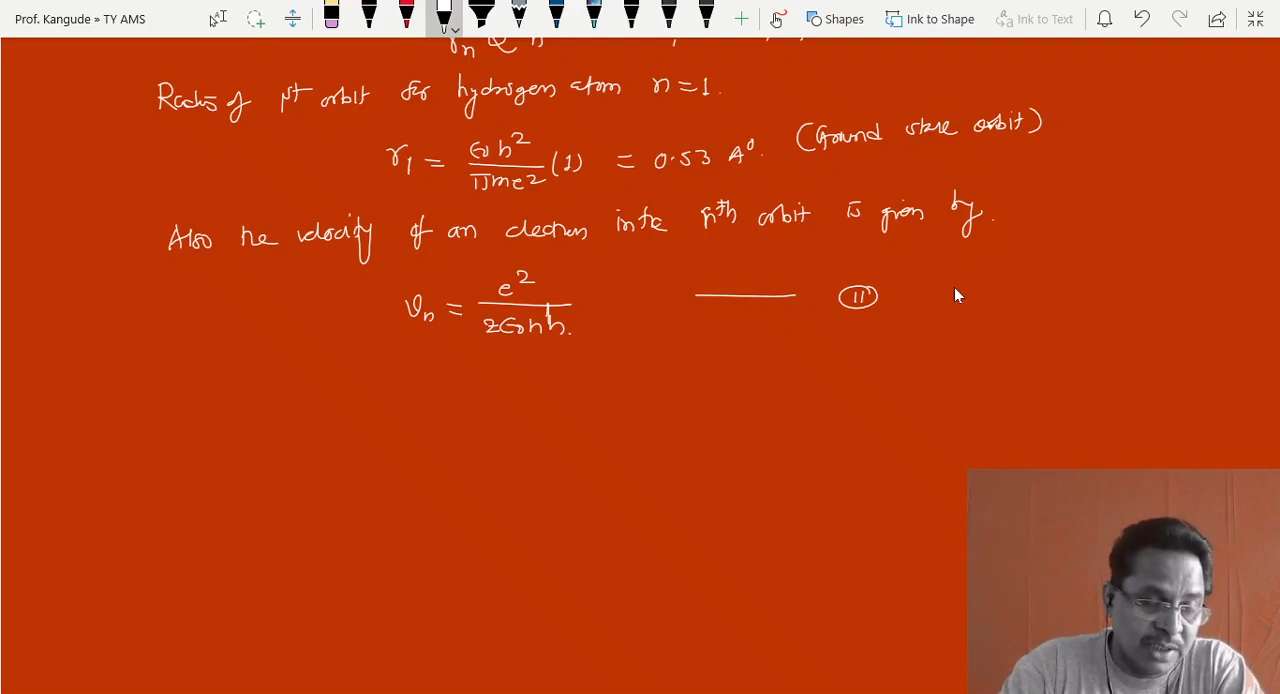 Prof. Kangude » TY AMS
Shapes
Ink to Shape
Ink to Text
Radius of 1st orbit for hydrogen atom n = 1.
r₁ = ε₀h²/πme² (1) = 0.53 A⁰. (Ground state orbit)
Also the velocity of an electron in the nth orbit is given by.
vₙ = e²/2ε₀nh. ——— 11